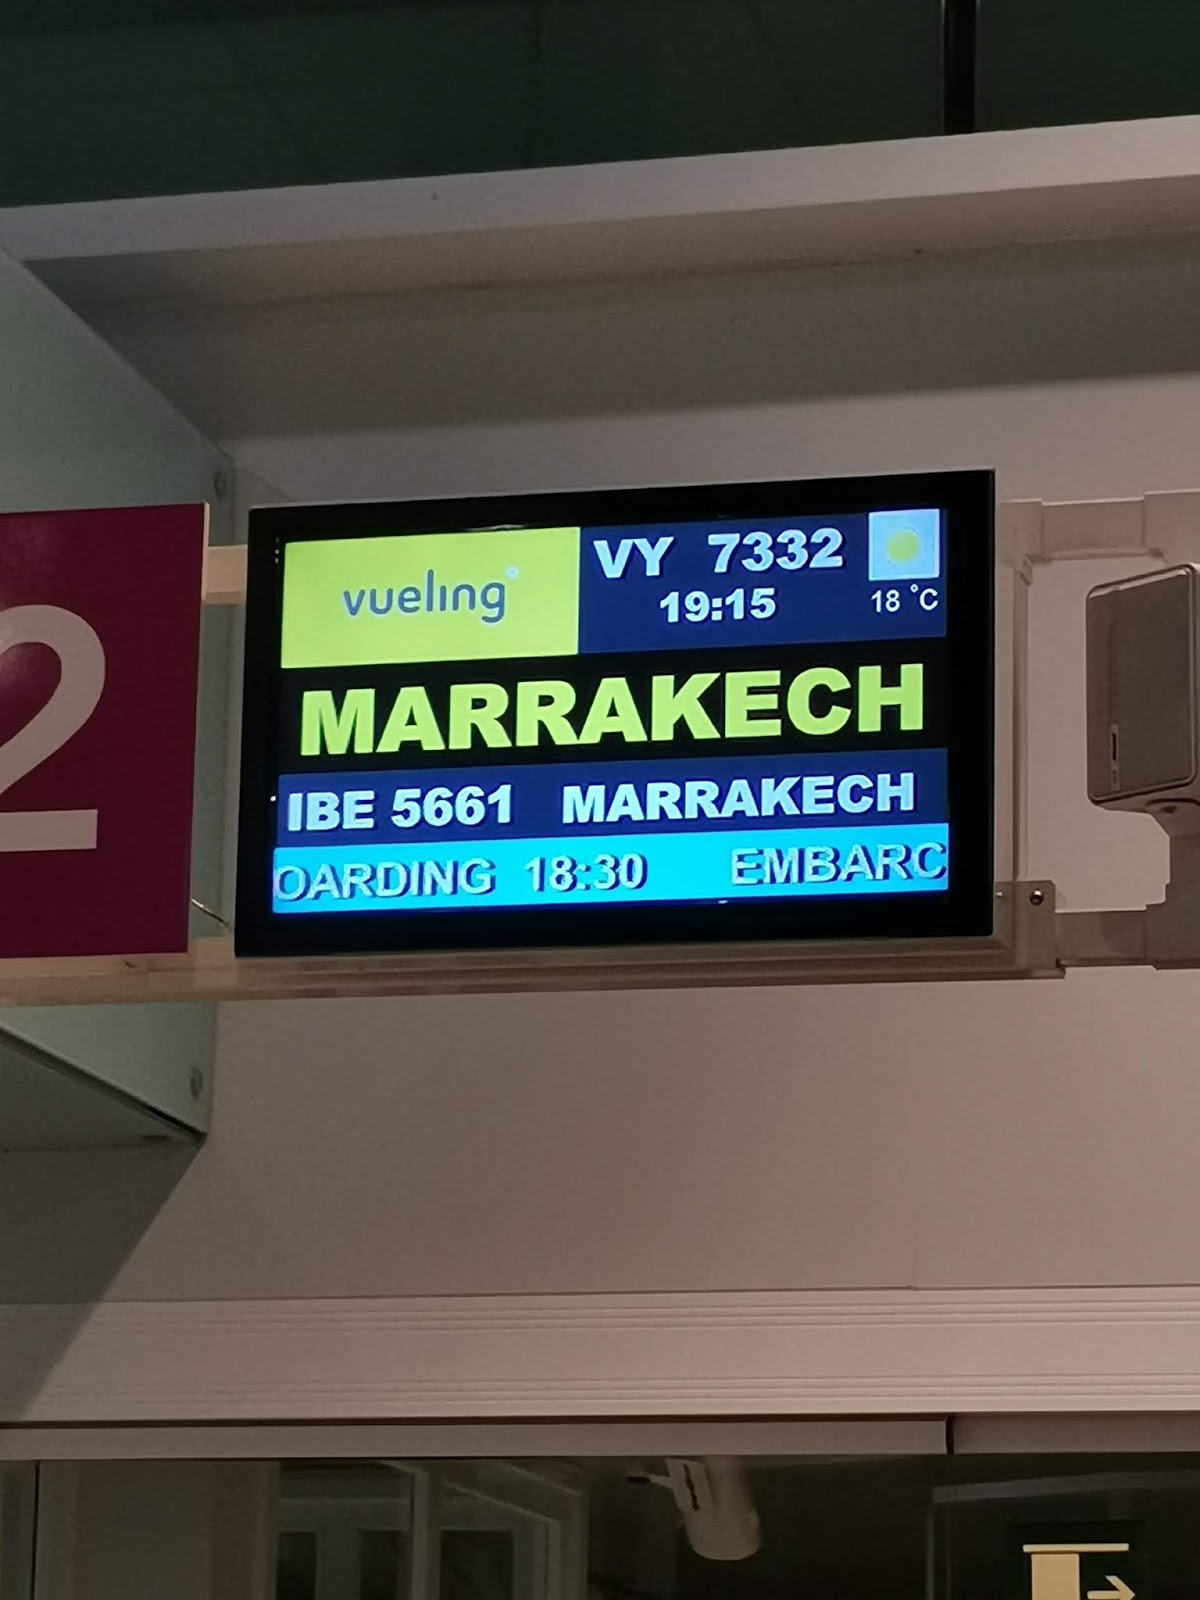 2
vueling
VY 7332
19:15
18 °C
MARRAKECH
IBE 5661 MARRAKECH
OARDING 18:30 EMBARC